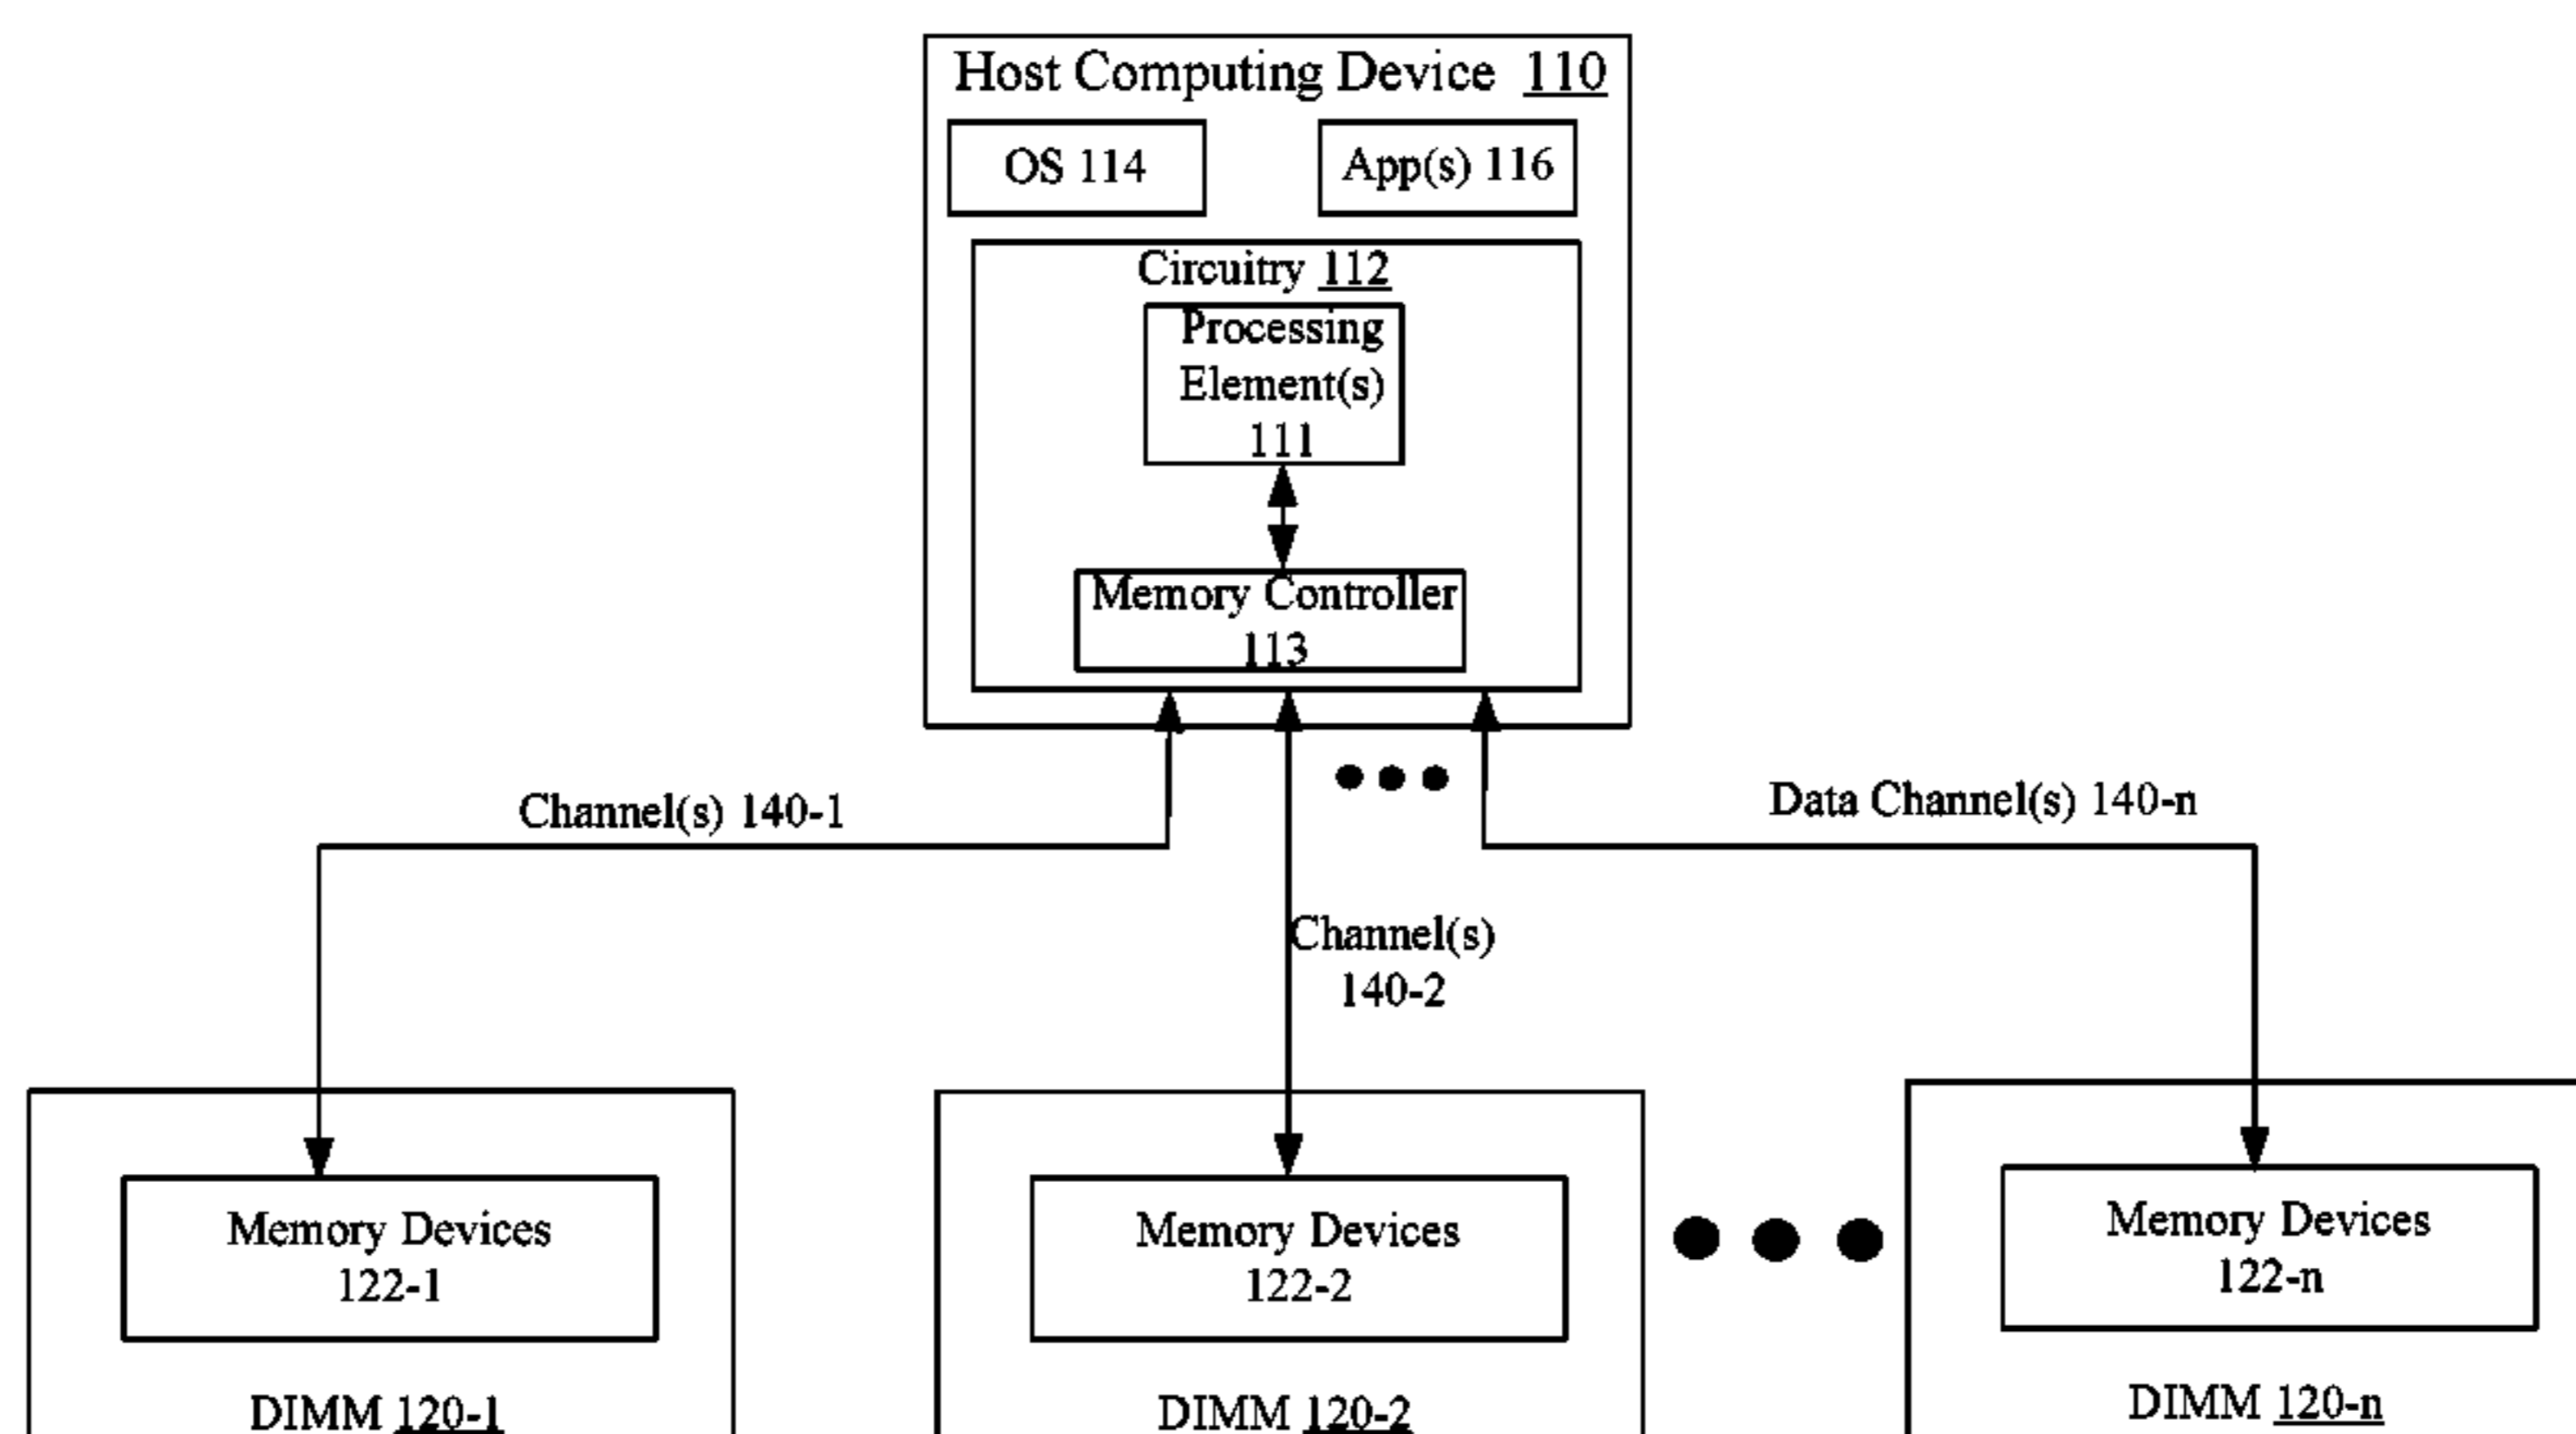 Host Computing Device 110
OS 114
App(s) 116
Circuitry 112
Processing
Element(s)
111
Memory Controller
113
Channel(s) 140-1
Data Channel(s) 140-n
Channel(s)
140-2
Memory Devices
122-1
Memory Devices
122-2
Memory Devices
122-n
DIMM 120-1
DIMM 120-2
DIMM 120-n